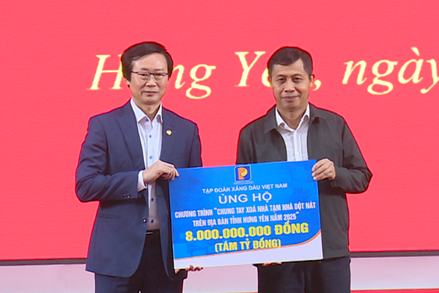 Hưng Yên, ngày
TẬP ĐOÀN XĂNG DẦU VIỆT NAM
ỦNG HỘ
CHƯƠNG TRÌNH "CHUNG TAY XOÁ NHÀ TẠM NHÀ DỘT NÁT
TRÊN ĐỊA BÀN TỈNH HƯNG YÊN NĂM 2025"
8.000.000.000 ĐỒNG
(TÁM TỶ ĐỒNG)